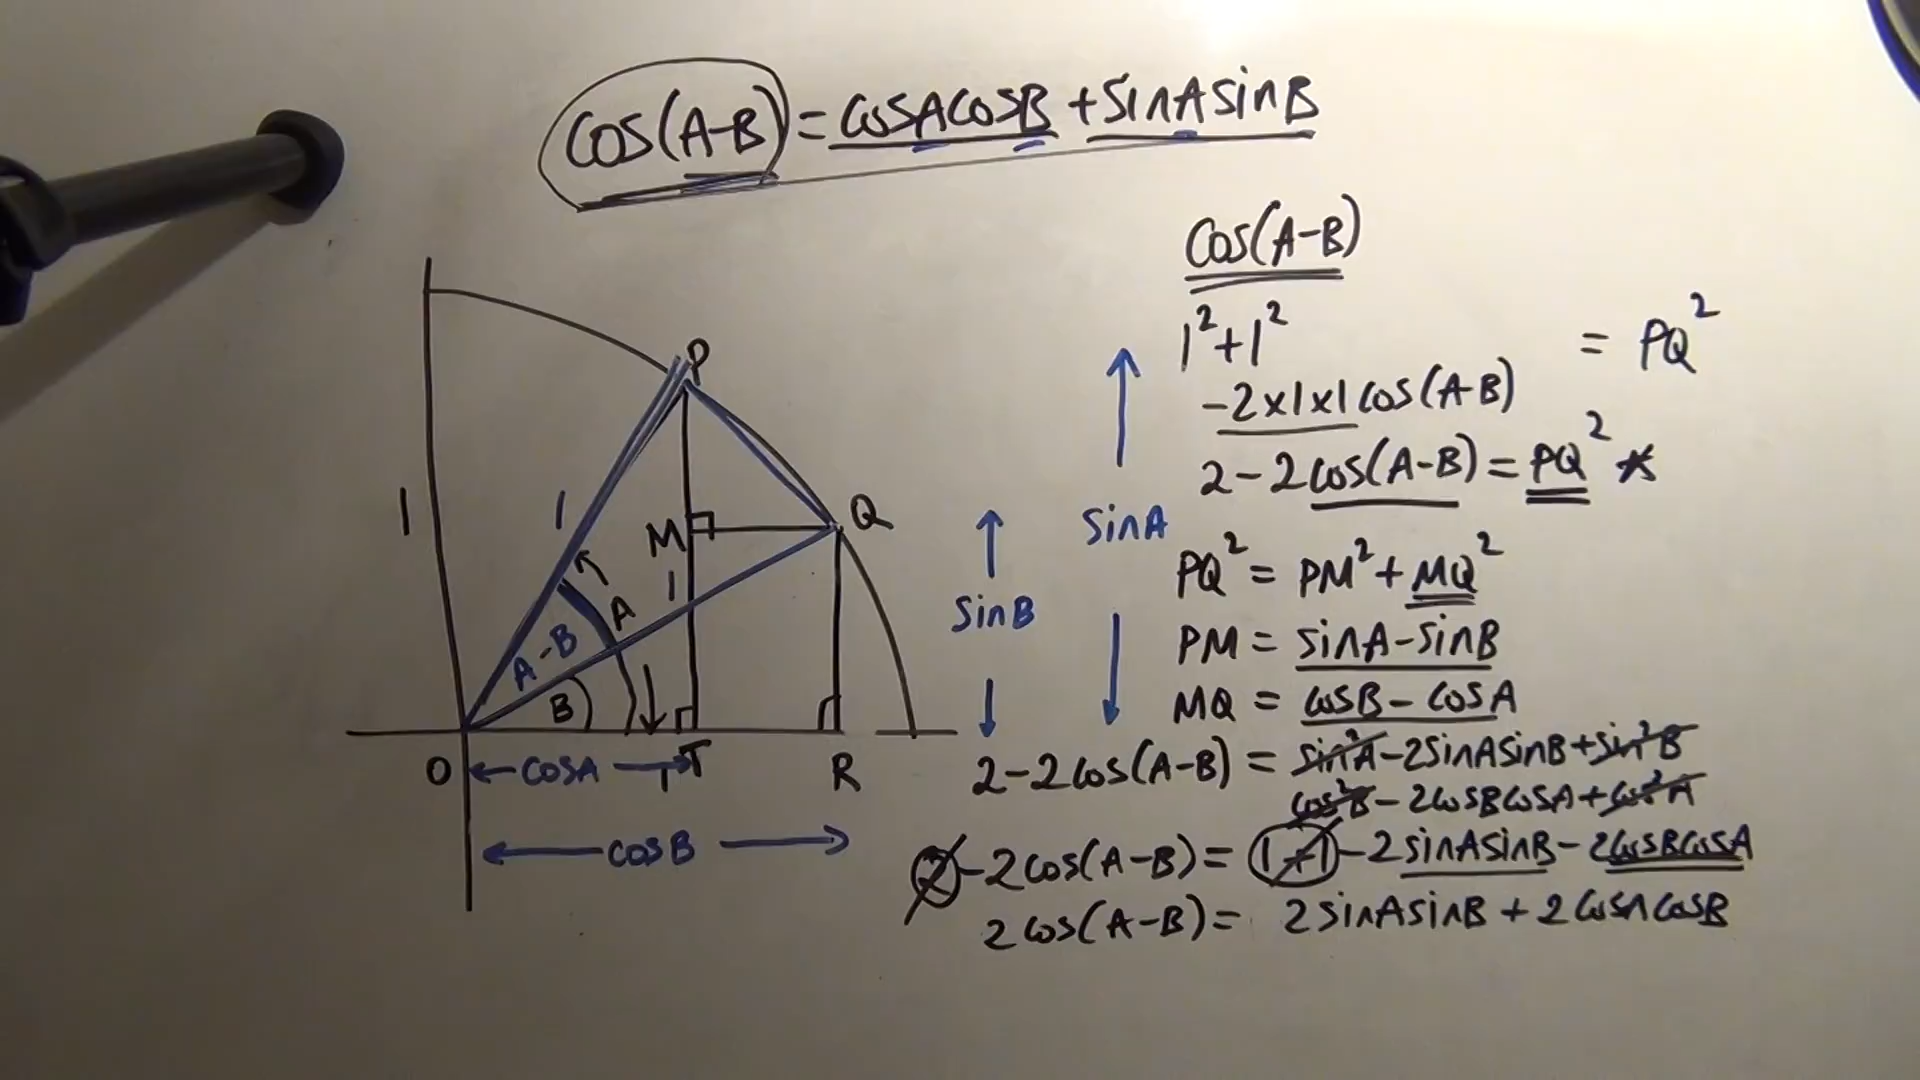 COS(A-B) = COSACOSB + SINASINB
COS(A-B)
1²+1² = PQ²
-2×1×1 COS(A-B)
2-2COS(A-B) = PQ² *
PQ² = PM² + MQ²
PM = SINA-SINB
MQ = COSB - COSA
2-2COS(A-B) = SIN²A - 2SINASINB + SIN²B
COS²B - 2COSBCOSA + COS²A
2-2COS(A-B) = 1+1 - 2SINASINB - 2COSBCOSA
2COS(A-B) = 2SINASINB + 2COSACOSB
P
1
1
M
Q
1
A
A-B
B
SINA
SINB
O
COSA
T
R
COSB